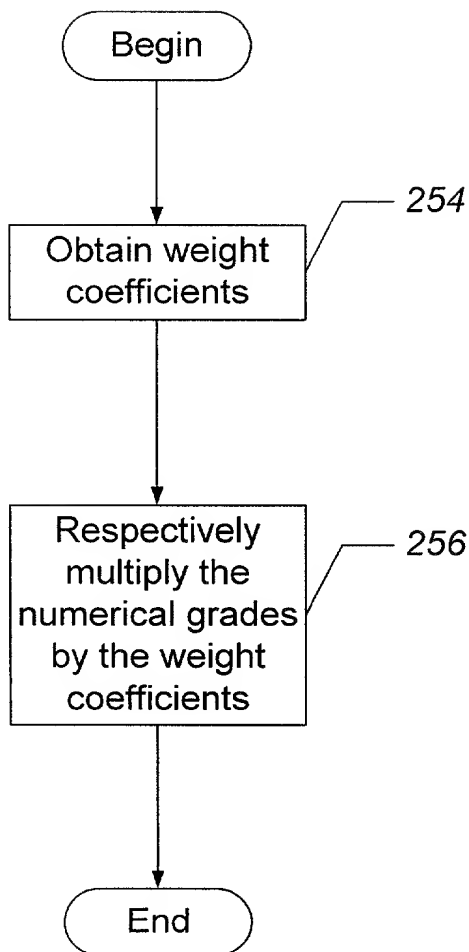 Begin
254
Obtain weight
coefficients
256
Respectively
multiply the
numerical grades
by the weight
coefficients
End